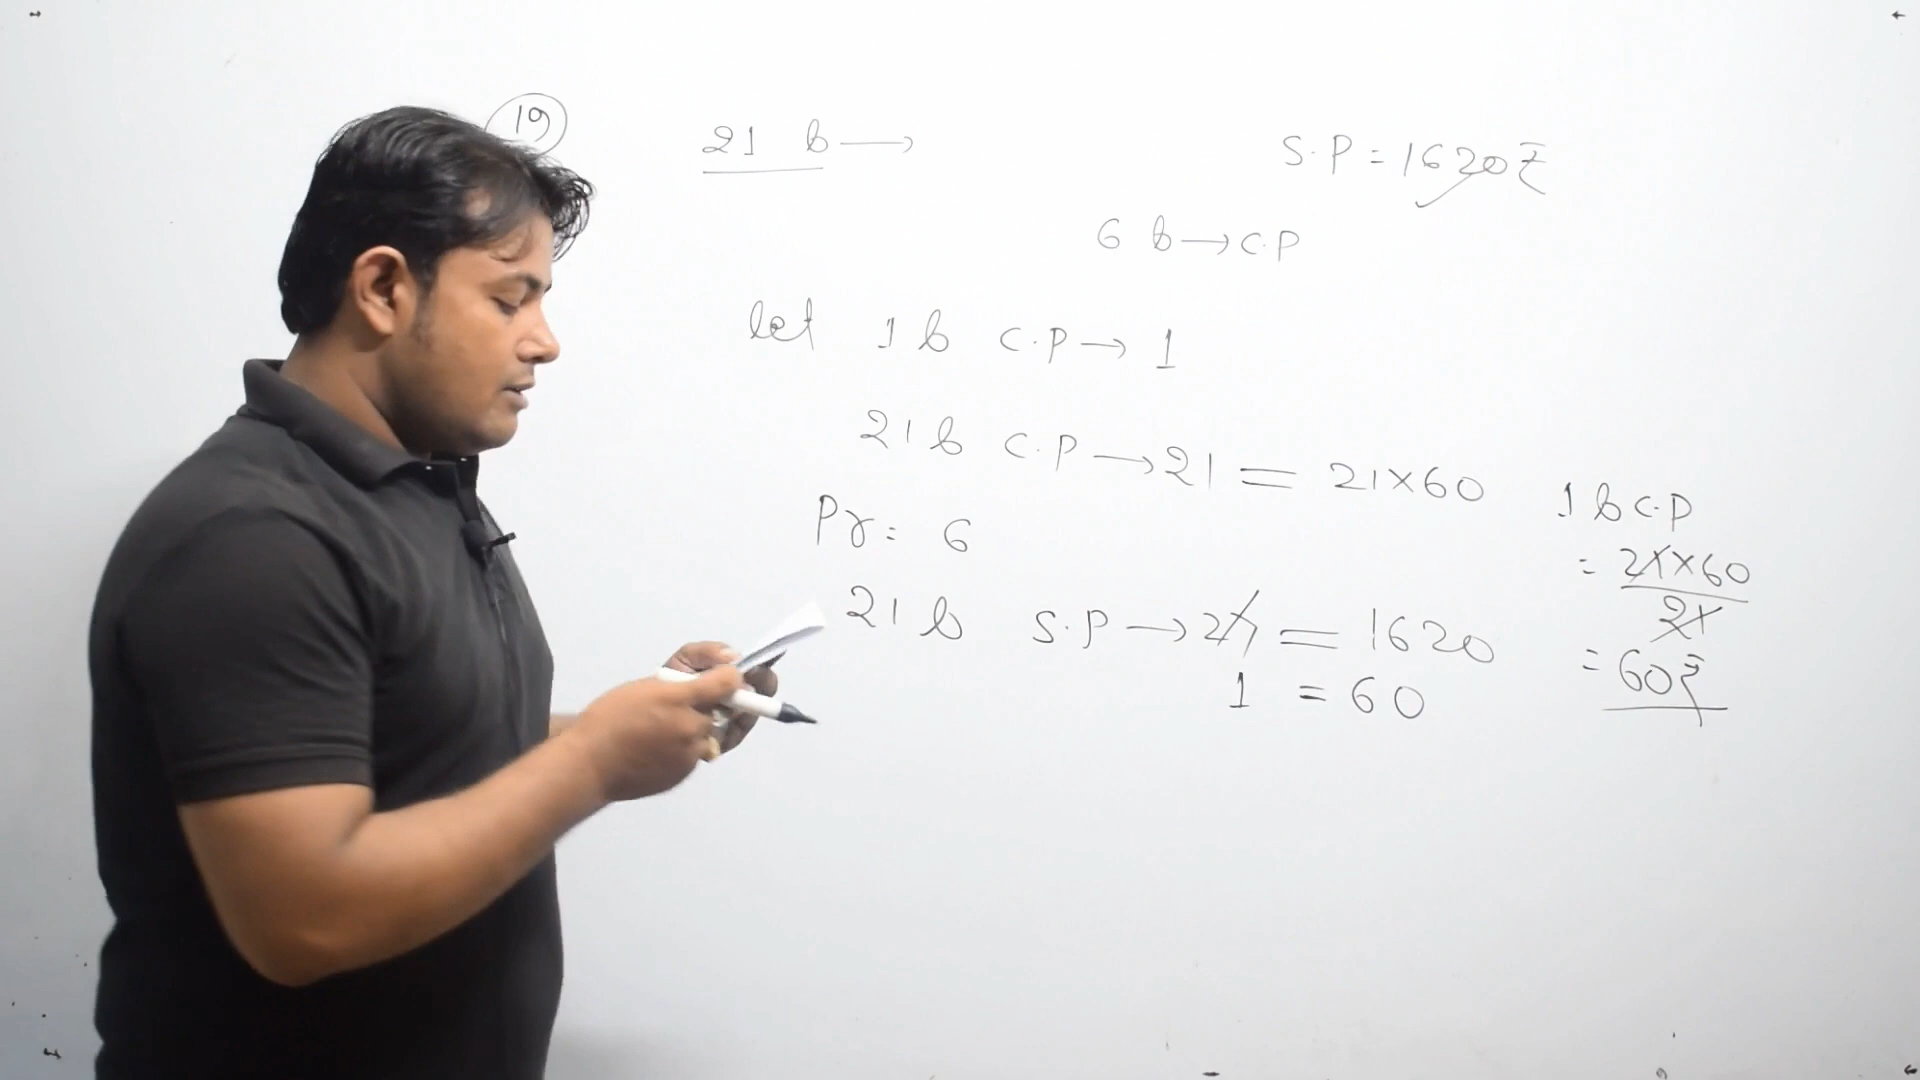 19
21 b → S.P = 1620₹
6 b → C.P
let 1 b C.P → 1
21 b C.P → 21 = 21×60
Pr = 6
21 b S.P → 27 = 1620
1 = 60
1 b C.P
= 21×60
21
= 60₹